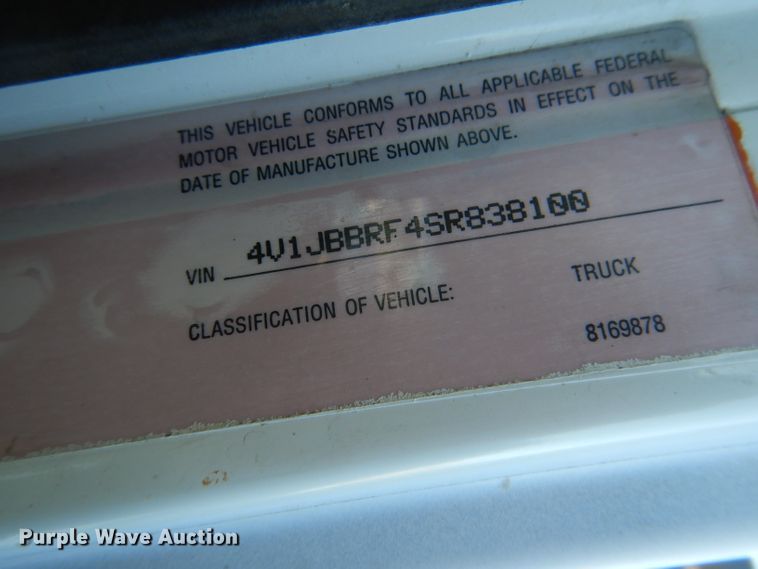 THIS VEHICLE CONFORMS TO ALL APPLICABLE FEDERAL
MOTOR VEHICLE SAFETY STANDARDS IN EFFECT ON THE
DATE OF MANUFACTURE SHOWN ABOVE.
VIN 4V1JBBRF4SR838100
CLASSIFICATION OF VEHICLE: TRUCK
8169878
Purple Wave Auction